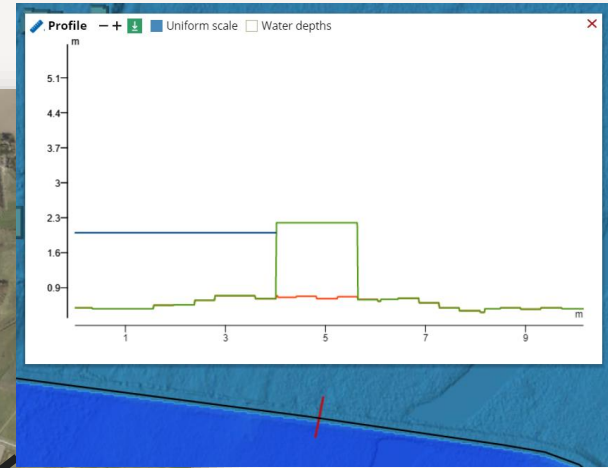 Profile − + Uniform scale Water depths ×
m
5.1
4.4
3.7
3
2.3
1.6
0.9
m
1 3 5 7 9